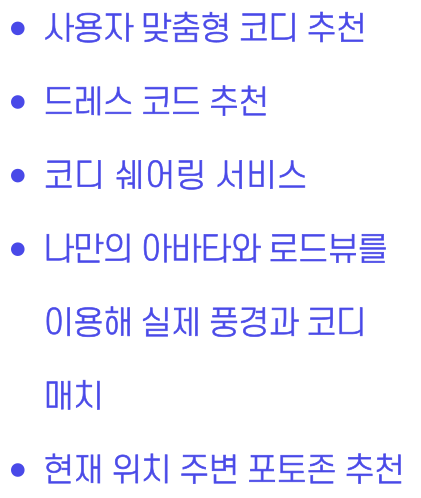 • 사용자 맞춤형 코디 추천
• 드레스 코드 추천
• 코디 쉐어링 서비스
• 나만의 아바타와 로드뷰를
이용해 실제 풍경과 코디
매치
• 현재 위치 주변 포토존 추천